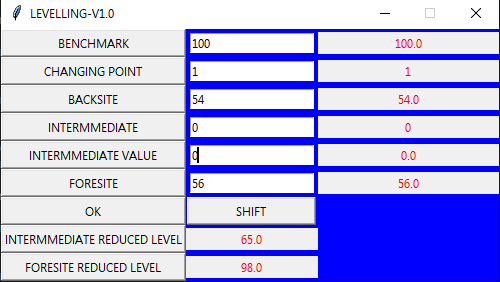 LEVELLING-V1.0
BENCHMARK 100 100.0
CHANGING POINT 1 1
BACKSITE 54 54.0
INTERMMEDIATE 0 0
INTERMMEDIATE VALUE 0 0.0
FORESITE 56 56.0
OK SHIFT
INTERMMEDIATE REDUCED LEVEL 65.0
FORESITE REDUCED LEVEL 98.0